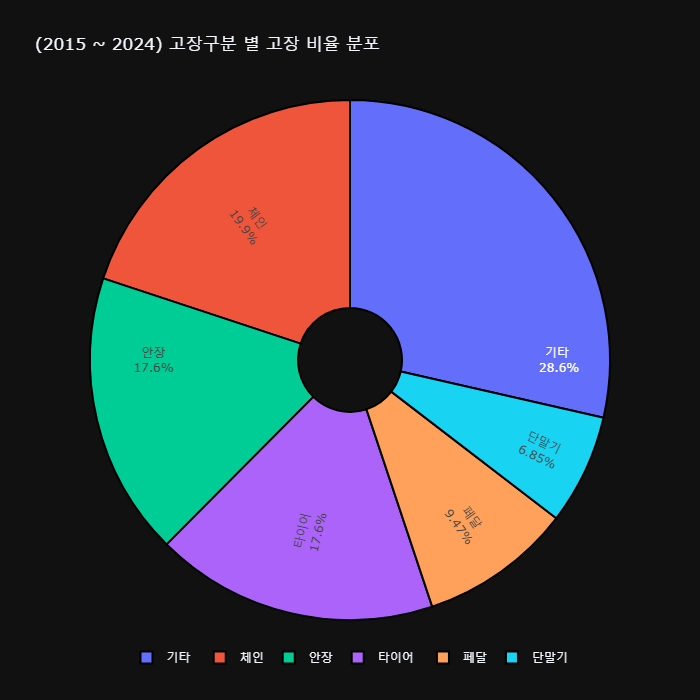 (2015 ~ 2024) 고장구분 별 고장 비율 분포
체인
19.9%
기타
28.6%
안장
17.6%
단말기
6.85%
페달
9.47%
타이어
17.6%
기타 체인 안장 타이어 페달 단말기